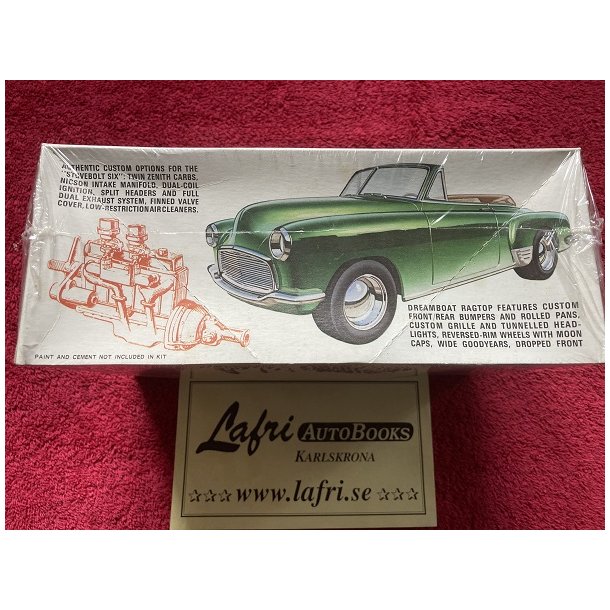 AUTHENTIC CUSTOM OPTIONS FOR THE
"STOVEBOLT SIX": TWIN ZENITH CARBS,
NICSON INTAKE MANIFOLD, DUAL-COIL
IGNITION, SPLIT HEADERS AND FULL
DUAL EXHAUST SYSTEM, FINNED VALVE
COVER, LOW-RESTRICTION AIR CLEANERS.
DREAMBOAT RAGTOP FEATURES CUSTOM
FRONT/REAR BUMPERS AND ROLLED PANS,
CUSTOM GRILLE AND TUNNELLED HEAD-
LIGHTS, REVERSED-RIM WHEELS WITH MOON
CAPS, WIDE GOODYEARS, DROPPED FRONT
PAINT AND CEMENT NOT INCLUDED IN KIT
Lafri AUTOBOOKS
KARLSKRONA
www.lafri.se